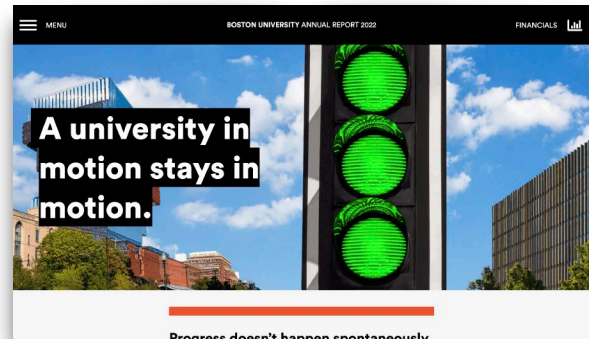 MENU
BOSTON UNIVERSITY ANNUAL REPORT 2022
FINANCIALS
A university in
motion stays in
motion.
Progress doesn't happen spontaneously